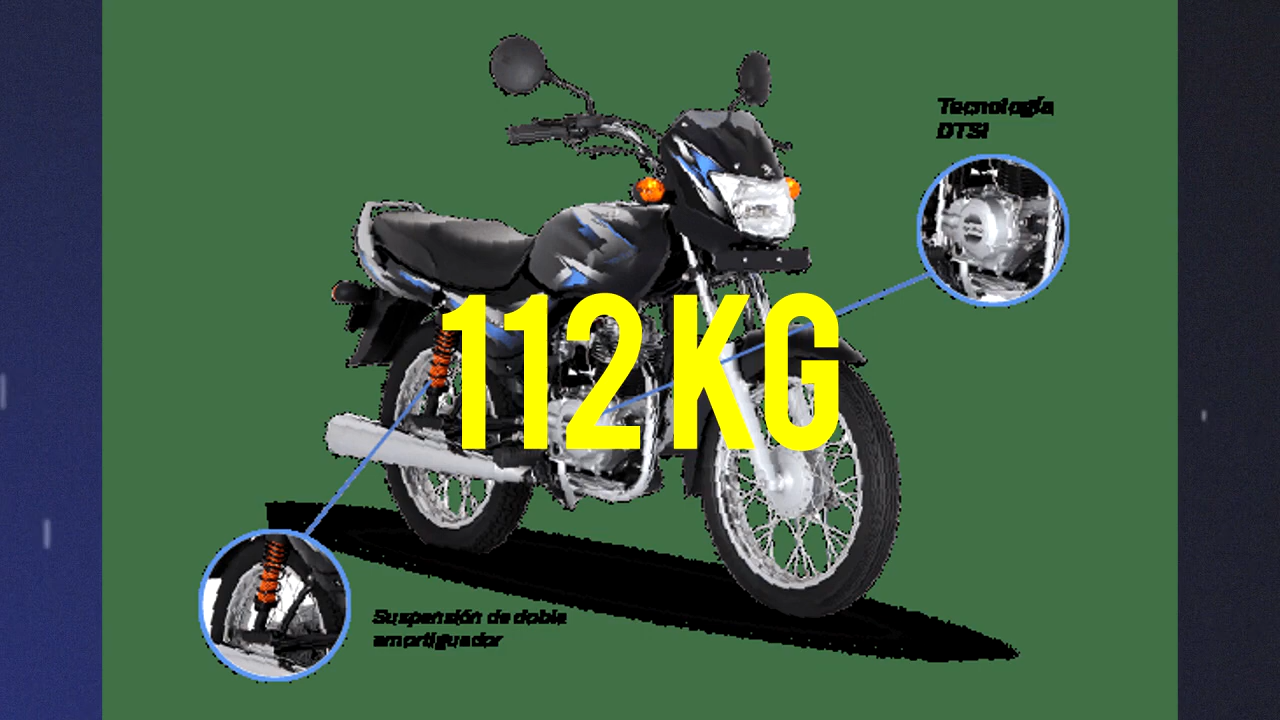 Tecnología
DTSI
112 KG
Suspensión de doble
amortiguador